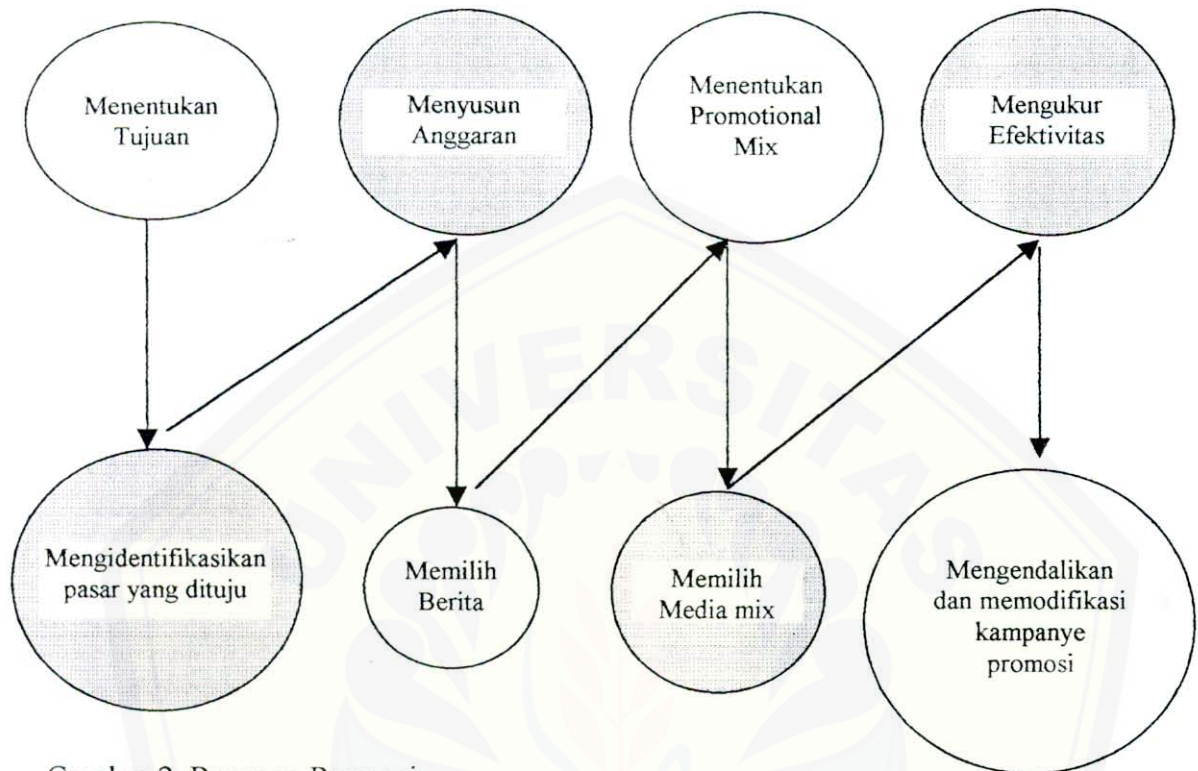 Menentukan
Tujuan
Menyusun
Anggaran
Menentukan
Promotional
Mix
Mengukur
Efektivitas
Mengidentifikasikan
pasar yang dituju
Memilih
Berita
Memilih
Media mix
Mengendalikan
dan memodifikasi
kampanye
promosi
UNIVERSITAS